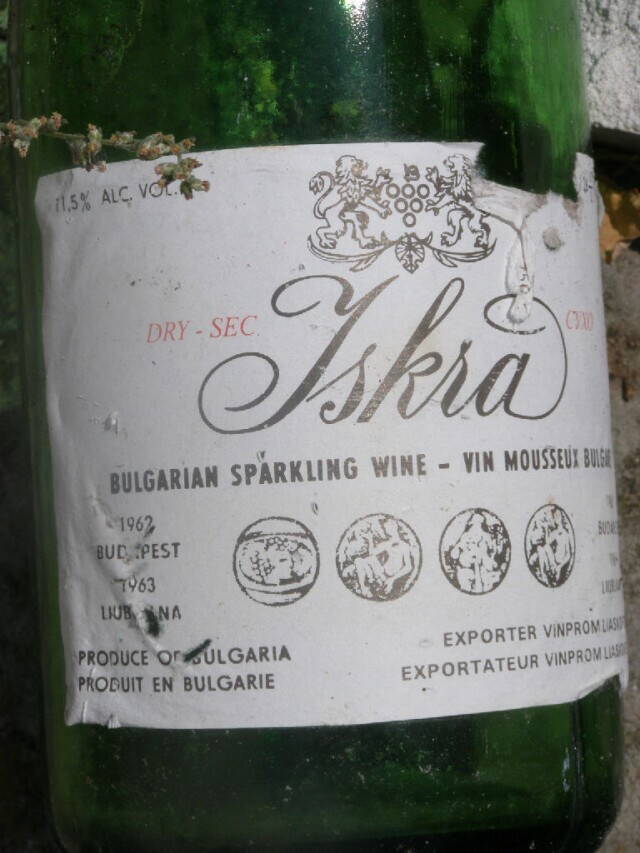 11,5% ALC. VOL.
DRY - SEC
Iskra
BULGARIAN SPARKLING WINE - VIN MOUSSEUX
1962
BUDAPEST
1963
PRODUCE OF BULGARIA
PRODUIT EN BULGARIE
EXPORTER VINPROM
EXPORTATEUR VINPROM